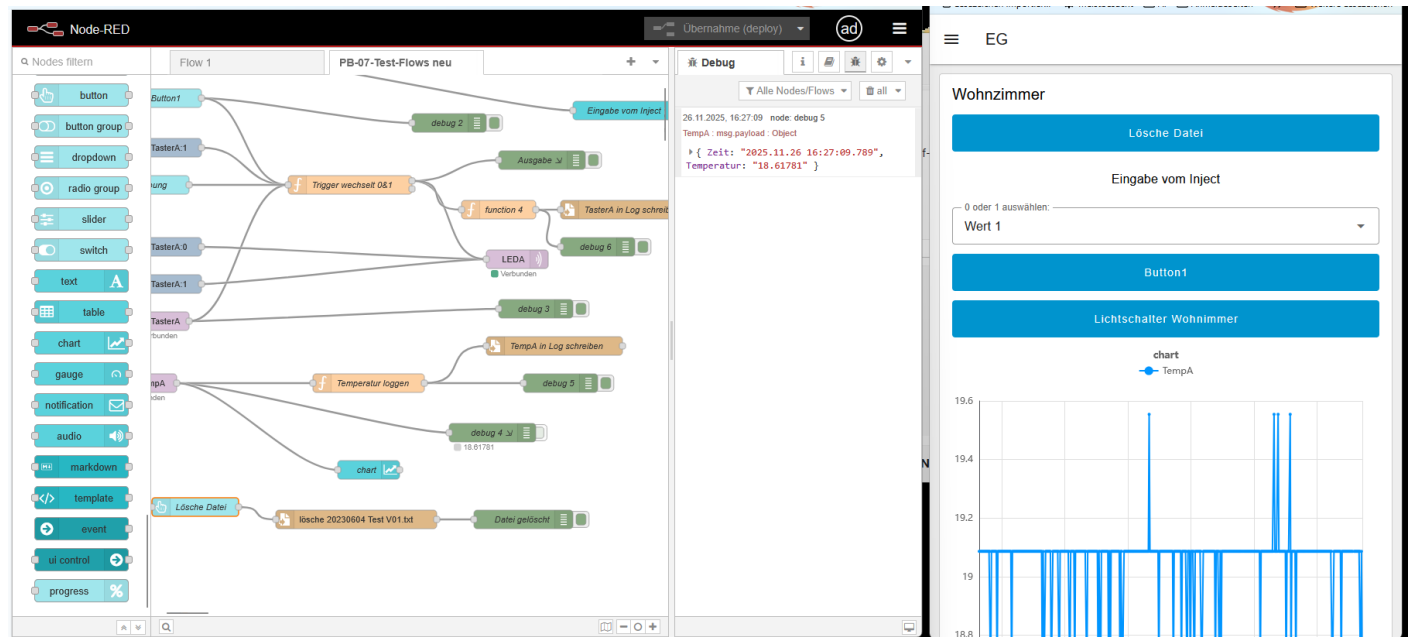 Node-RED
Übernahme (deploy)
ad
Nodes filtern
button
button group
dropdown
radio group
slider
switch
text
table
chart
gauge
notification
audio
markdown
template
event
ui control
progress
Flow 1
PB-07-Test-Flows neu
Button1
Eingabe vom Inject
debug 2
TasterA:1
Ausgabe
Trigger wechselt 0&1
function 4
TasterA in Log schreib
TasterA:0
debug 6
LEDA
Verbunden
TasterA:1
debug 3
TasterA
TempA in Log schreiben
Temperatur loggen
debug 5
debug 4
18.61781
chart
Lösche Datei
lösche 20230604 Test V01.txt
Datei gelöscht
Debug
Alle Nodes/Flows
all
26.11.2025, 16:27:09 node: debug 5
TempA : msg.payload : Object
{ Zeit: "2025.11.26 16:27:09.789",
Temperatur: "18.61781" }
EG
Wohnzimmer
Lösche Datei
Eingabe vom Inject
0 oder 1 auswählen:
Wert 1
Button1
Lichtschalter Wohnimmer
chart
TempA
19.6
19.4
19.2
19
18.8